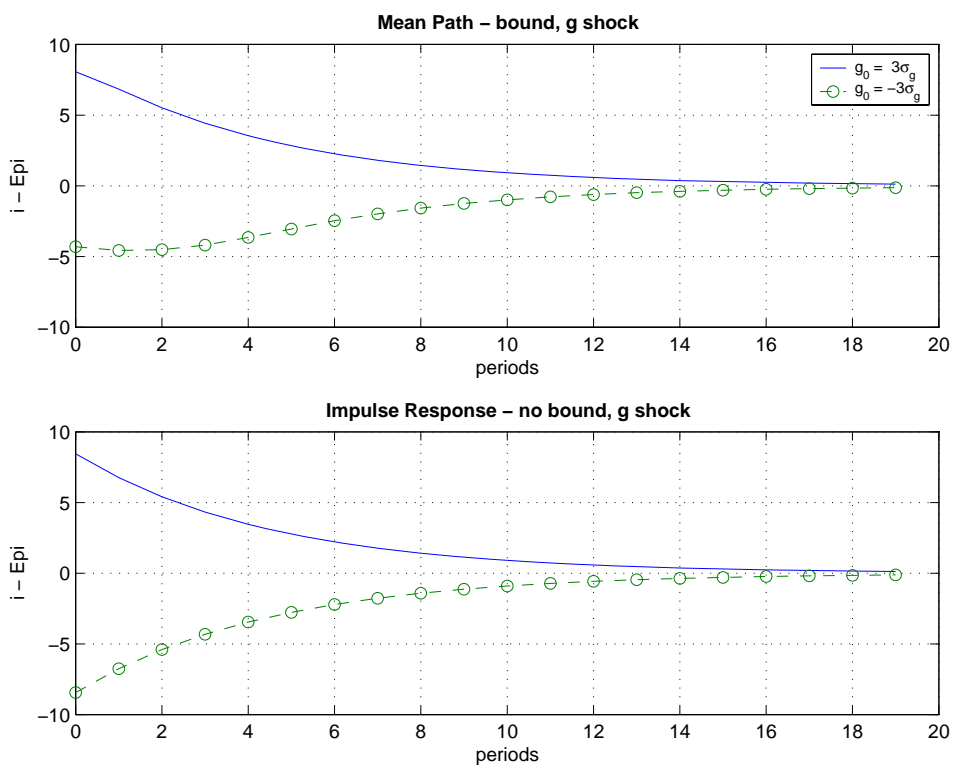 Mean Path – bound, g shock
10
5
0
−5
−10
i − Epi
g0 = 3σg
g0 = −3σg
0 2 4 6 8 10 12 14 16 18 20
periods
Impulse Response – no bound, g shock
10
5
0
−5
−10
i − Epi
0 2 4 6 8 10 12 14 16 18 20
periods